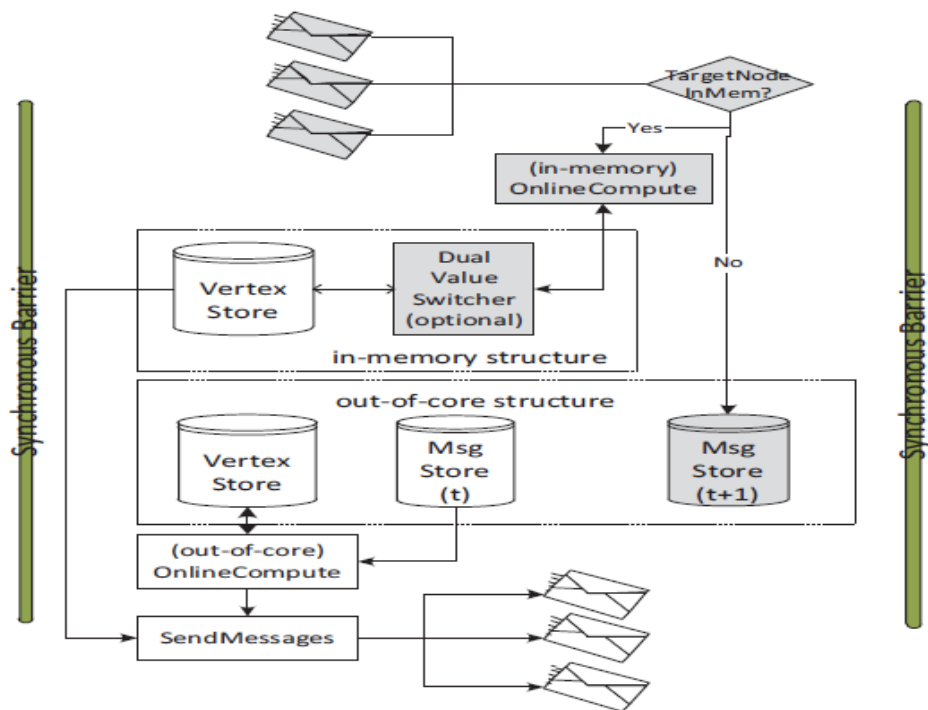 TargetNode
InMem?
Yes
(in-memory)
OnlineCompute
No
Dual
Value
Switcher
(optional)
Vertex
Store
in-memory structure
out-of-core structure
Vertex
Store
Msg
Store
(t)
Msg
Store
(t+1)
(out-of-core)
OnlineCompute
SendMessages
Synchronous Barrier
Synchronous Barrier